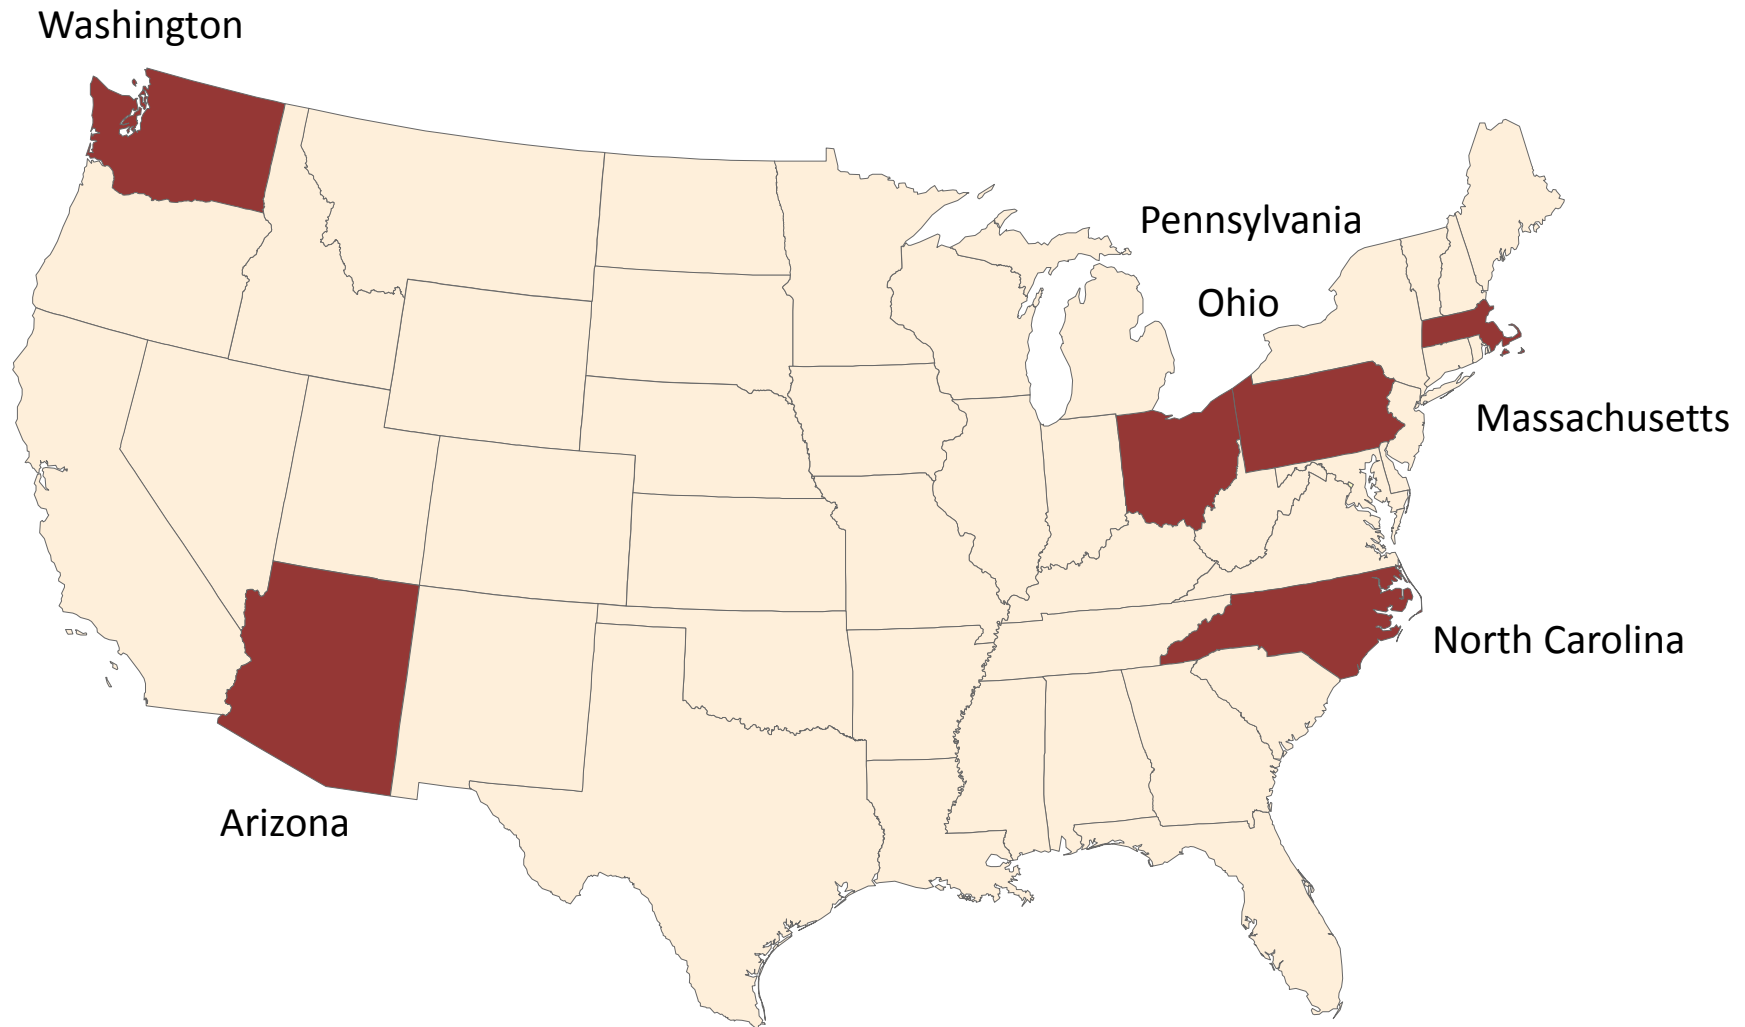 Washington
Pennsylvania
Ohio
Massachusetts
North Carolina
Arizona